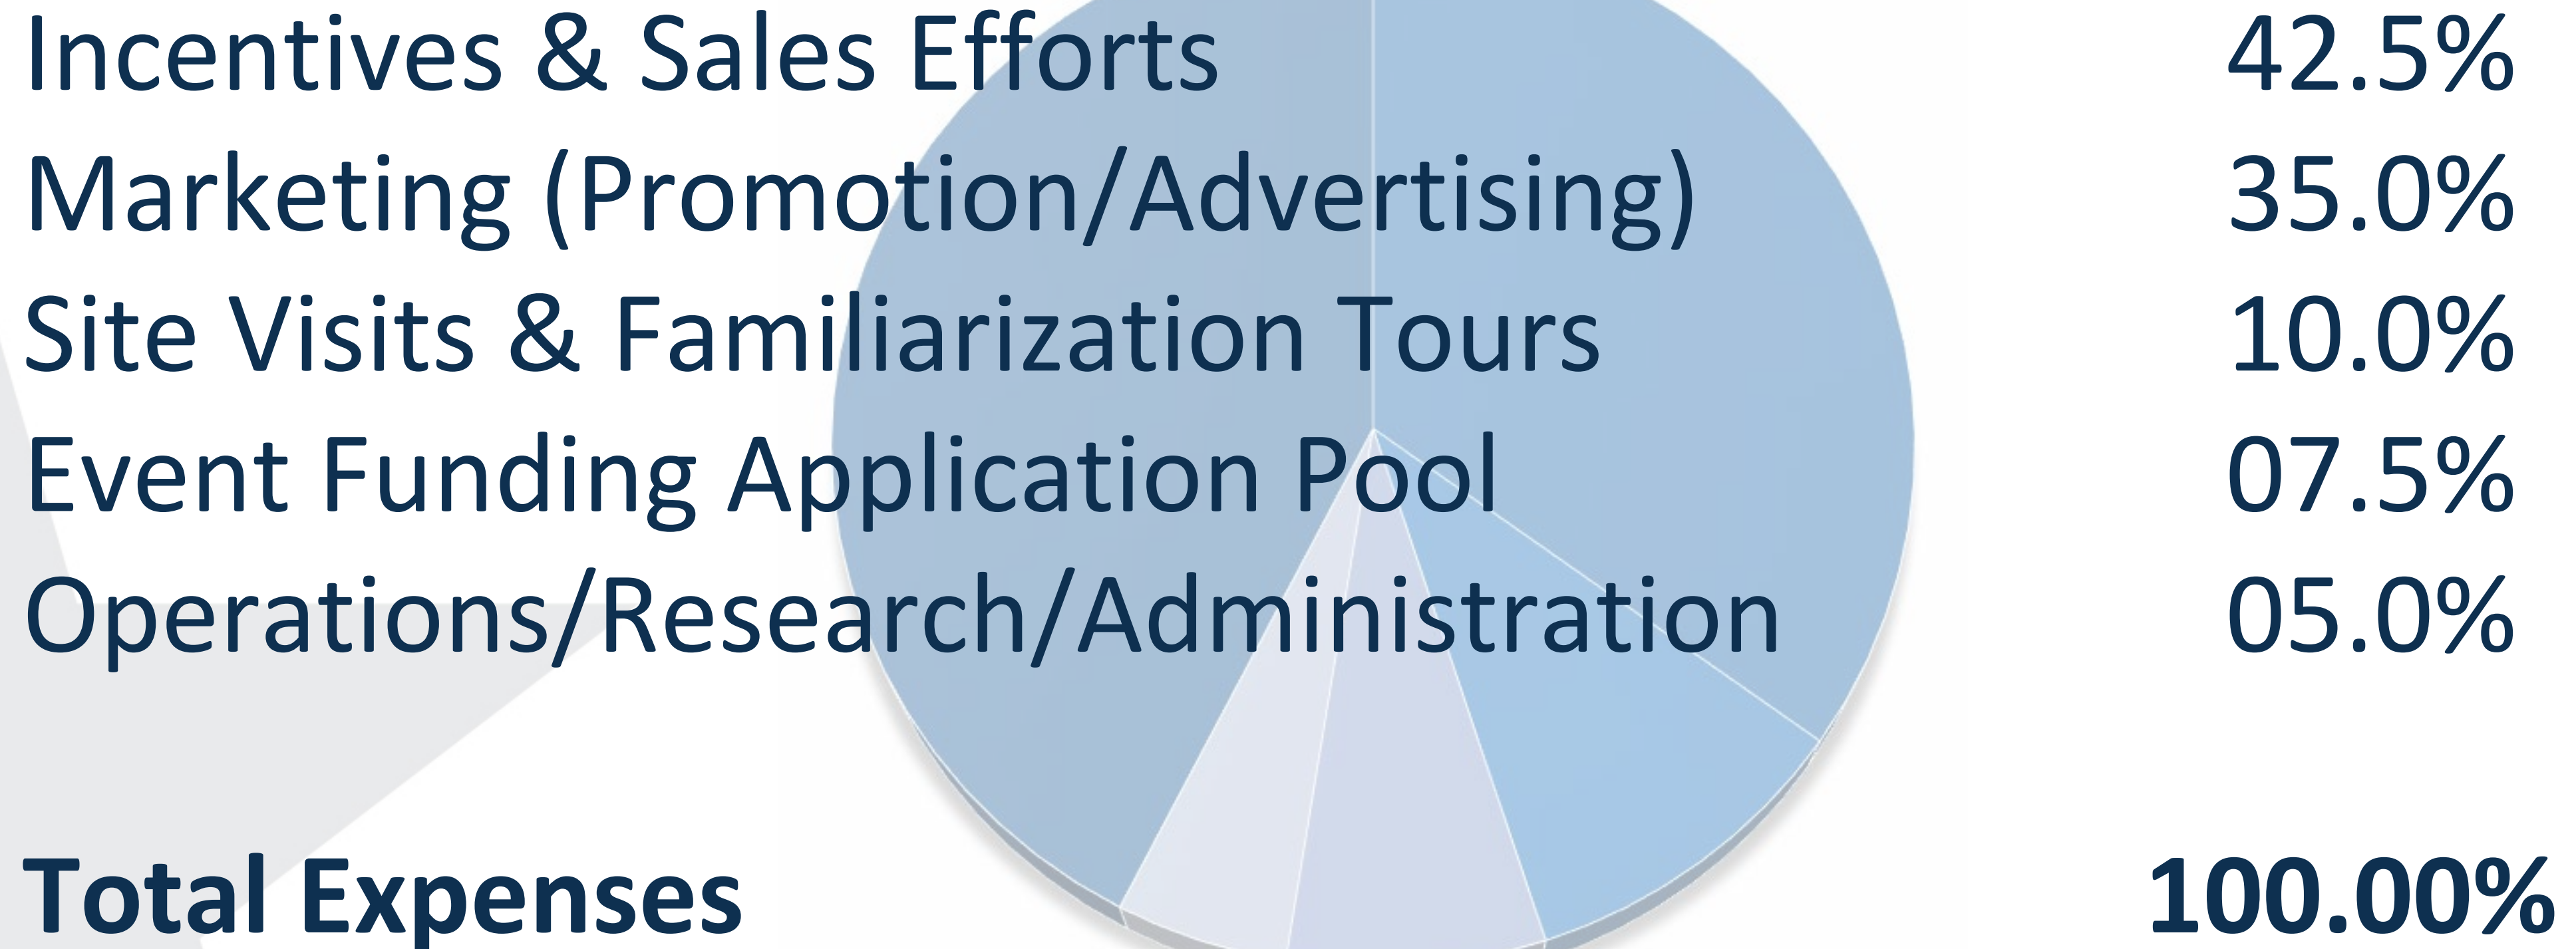 Incentives & Sales Efforts 42.5%
Marketing (Promotion/Advertising) 35.0%
Site Visits & Familiarization Tours 10.0%
Event Funding Application Pool 07.5%
Operations/Research/Administration 05.0%
Total Expenses 100.00%